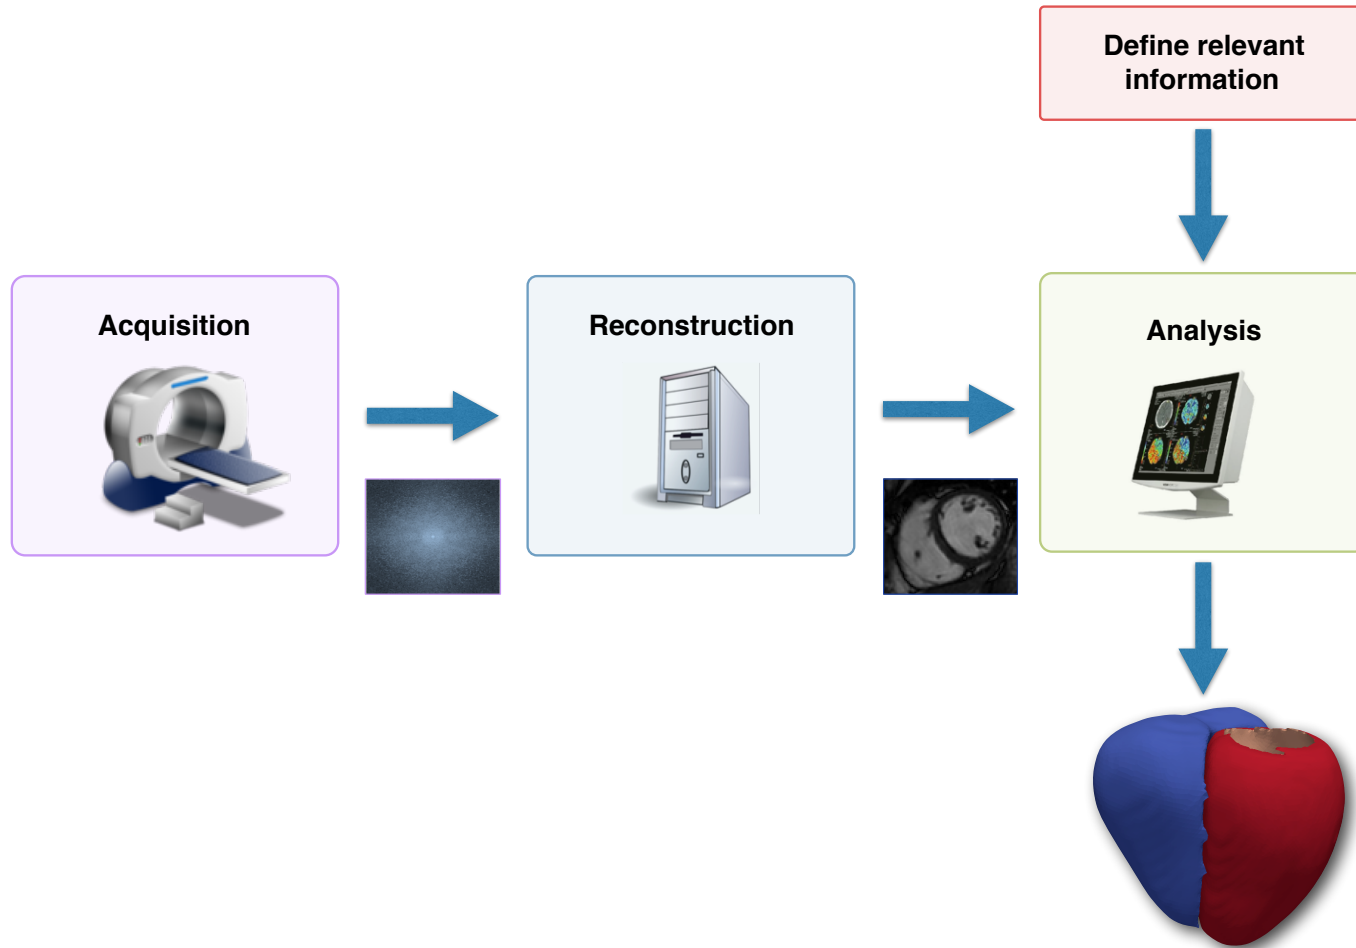 Define relevant
information
Acquisition
Reconstruction
Analysis